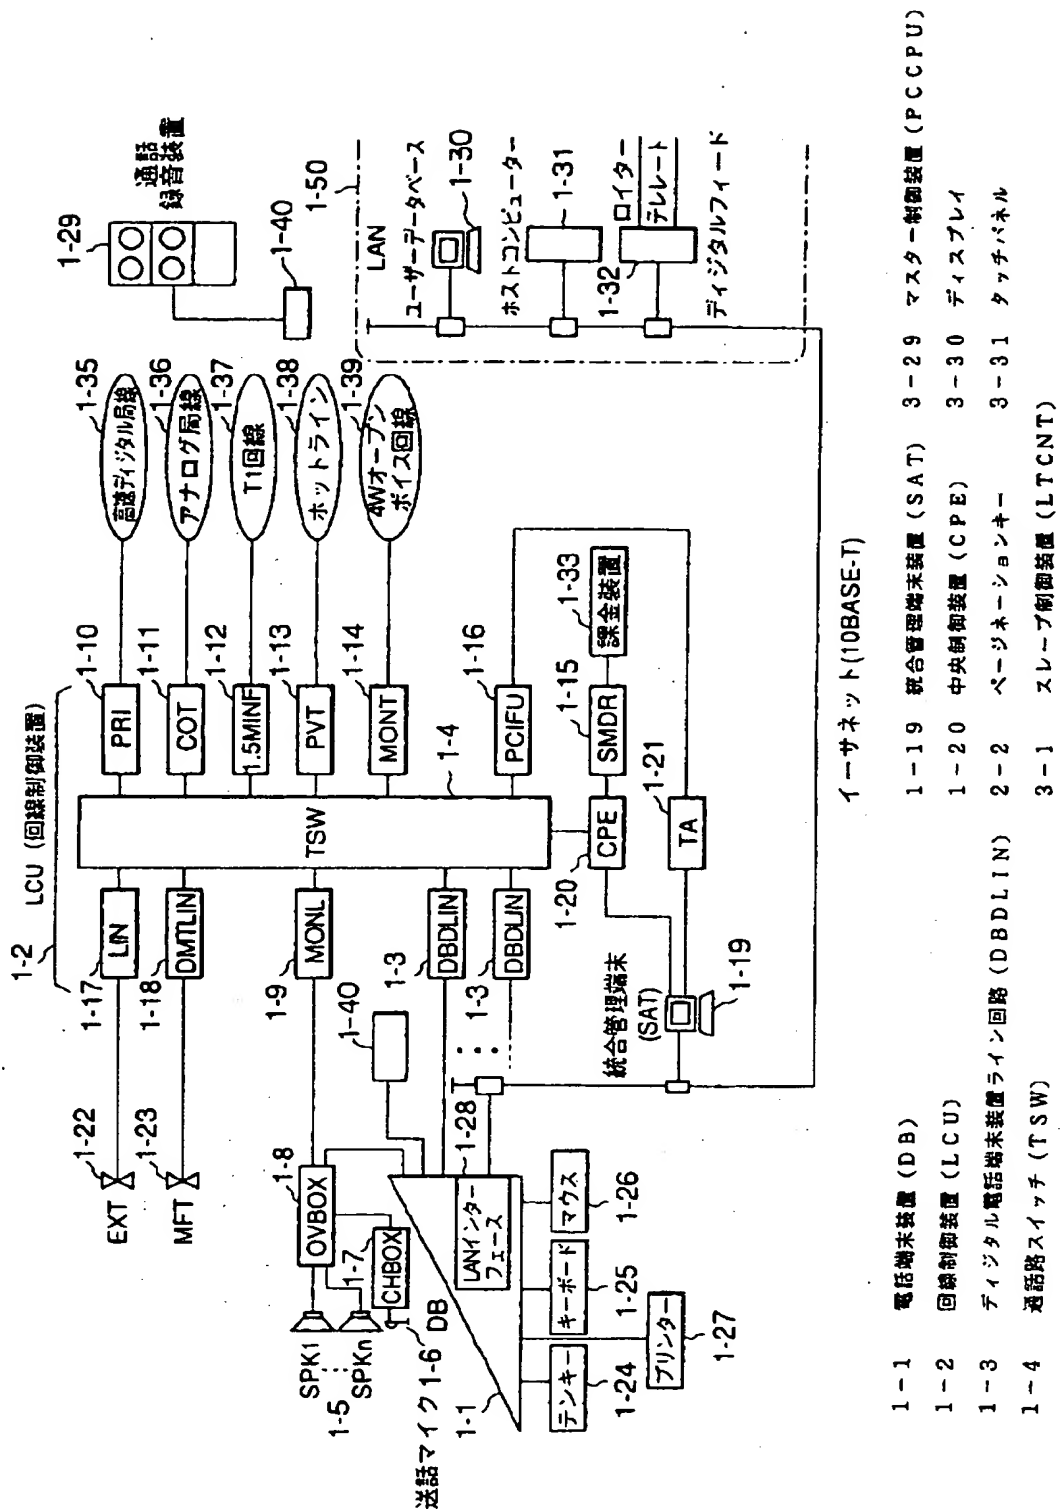 1-2
LCU (回線制御装置)
1-22
EXT
1-17
LIN
1-10
PRI
1-35
高速ディジタル局線
1-23
MFT
1-18
DMTLIN
1-11
COT
1-36
アナログ局線
1-12
1.5MINF
1-37
T1回線
1-13
PVT
1-38
ホットライン
1-14
MONT
1-39
4Wオープン
ボイス回線
1-4
TSW
1-9
MONL
1-8
OVBOX
SPK1
SPKn
1-5
1-7
CHBOX
送話マイク 1-6
DB
1-1
1-40
1-3
DBDLIN
1-3
DBDLIN
1-16
PCIFU
1-15
SMDR
1-33
課金装置
1-20
CPE
1-21
TA
統合管理端末
(SAT)
1-19
1-28
LANインター
フェース
テンキー
1-24
キーボード
1-25
マウス
1-26
プリンター
1-27
1-29
通話
録音装置
1-40
1-50
LAN
ユーザーデータベース
1-30
ホストコンピューター
1-31
1-32
ロイター
テレレート
ディジタルフィード
イーサネット(10BASE-T)
1-1 電話端末装置 (DB)
1-2 回線制御装置 (LCU)
1-3 ディジタル電話端末装置ライン回路 (DBDLIN)
1-4 通話路スイッチ (TSW)
1-19 統合管理端末装置 (SAT)
1-20 中央制御装置 (CPE)
2-2 ページネーションキー
3-1 スレーブ制御装置 (LTCNT)
3-29 マスター制御装置 (PCCPU)
3-30 ディスプレイ
3-31 タッチパネル